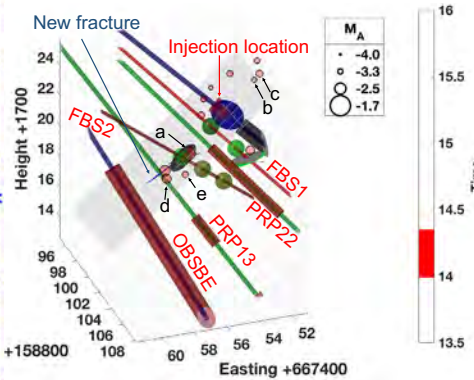 New fracture
Injection location
M_A
-4.0
-3.3
-2.5
-1.7
24
22
20
18
16
14
Height +1700
FBS2
a
b
c
d
e
FBS1
PRP22
PRP13
OBSBE
96
98
100
102
104
106
108
+158800
60
58
56
54
52
Easting +667400
16
15.5
15
14.5
14
13.5